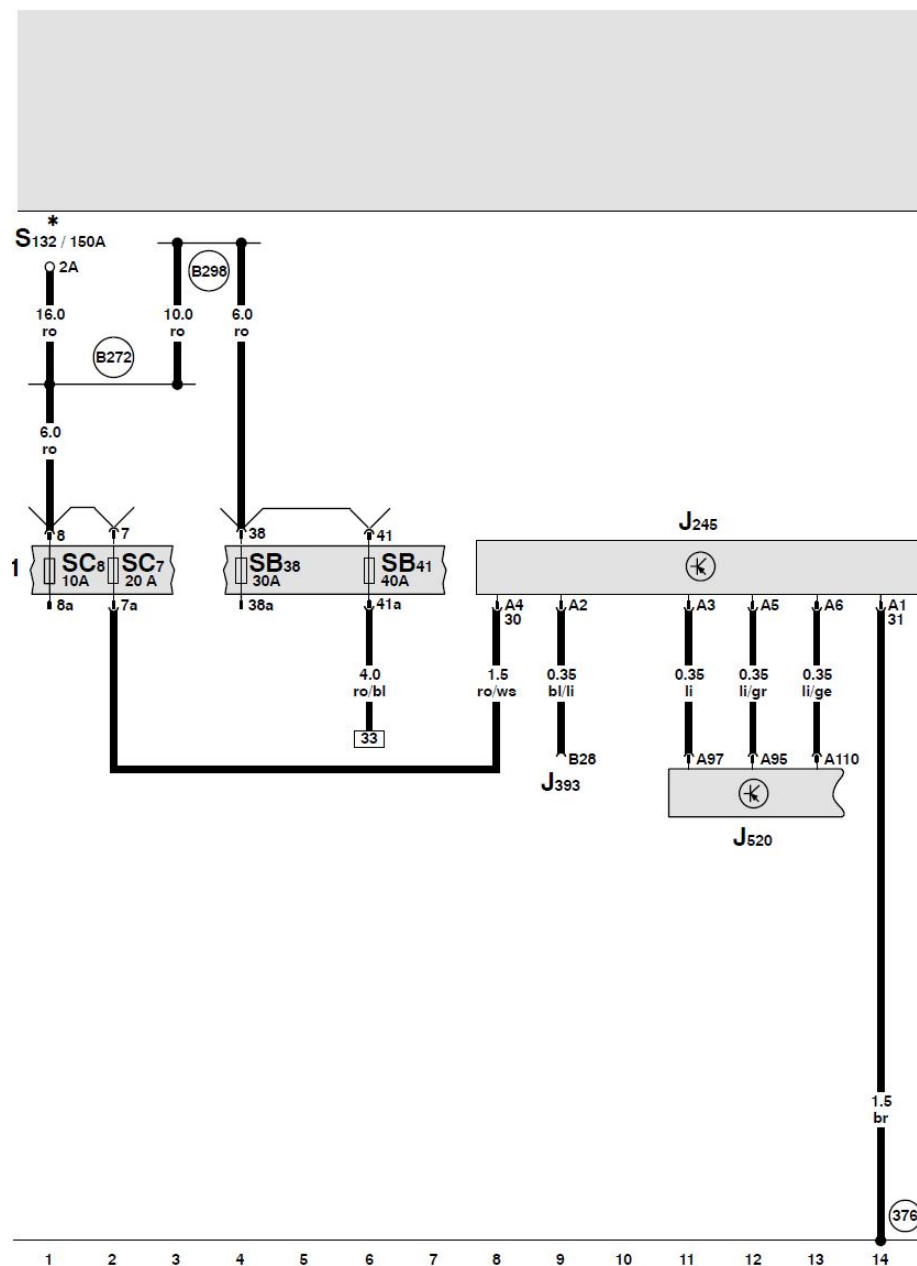 *
S132 / 150A
2A
B298
16.0
ro
10.0
ro
6.0
ro
B272
6.0
ro
8 7 38 41
J245
1 SC8 SC7 SB38 SB41
10A 20 A 30A 40A
8a 7a 38a 41a
A4 A2 A3 A5 A6 A1
30 31
4.0
ro/bl
1.5
ro/ws
0.35
bl/li
0.35
li
0.35
li/gr
0.35
li/ge
33
B28
J393
A97 A95 A110
J520
1.5
br
376
1 2 3 4 5 6 7 8 9 10 11 12 13 14